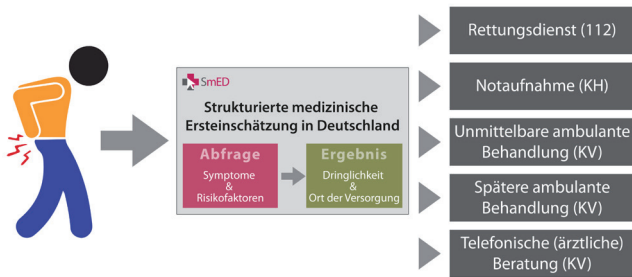 SmED
Strukturierte medizinische
Ersteinschätzung in Deutschland
Abfrage
Symptome
&
Risikofaktoren
Ergebnis
Dringlichkeit
&
Ort der Versorgung
Rettungsdienst (112)
Notaufnahme (KH)
Unmittelbare ambulante
Behandlung (KV)
Spätere ambulante
Behandlung (KV)
Telefonische (ärztliche)
Beratung (KV)